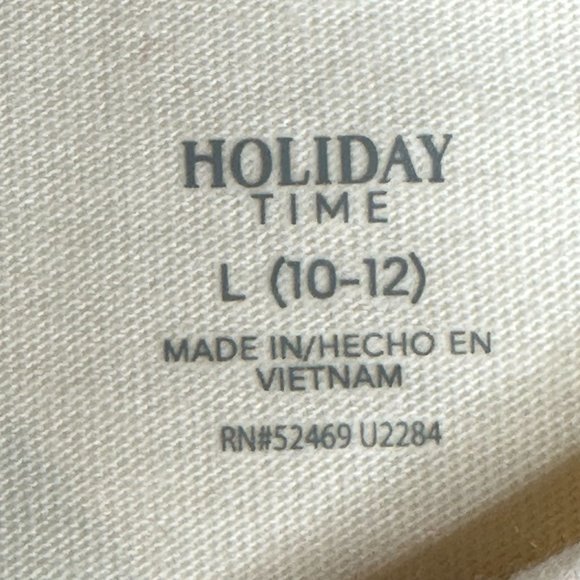 HOLIDAY
TIME
L (10-12)
MADE IN/HECHO EN
VIETNAM
RN#52469 U2284